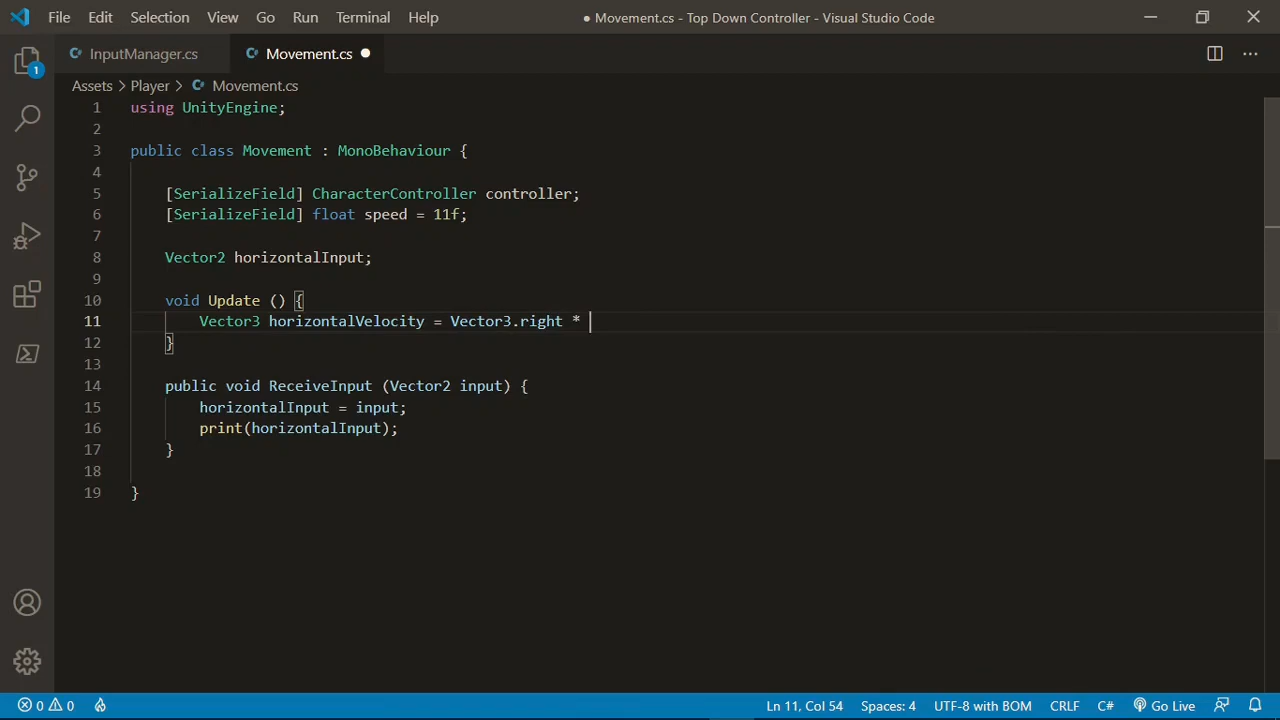 File Edit Selection View Go Run Terminal Help ● Movement.cs - Top Down Controller - Visual Studio Code
InputManager.cs Movement.cs ●
Assets > Player > Movement.cs
1 using UnityEngine;
2
3 public class Movement : MonoBehaviour {
4
5 [SerializeField] CharacterController controller;
6 [SerializeField] float speed = 11f;
7
8 Vector2 horizontalInput;
9
10 void Update () {
11 Vector3 horizontalVelocity = Vector3.right *
12 }
13
14 public void ReceiveInput (Vector2 input) {
15 horizontalInput = input;
16 print(horizontalInput);
17 }
18
19 }
1
0 0 Ln 11, Col 54 Spaces: 4 UTF-8 with BOM CRLF C# Go Live